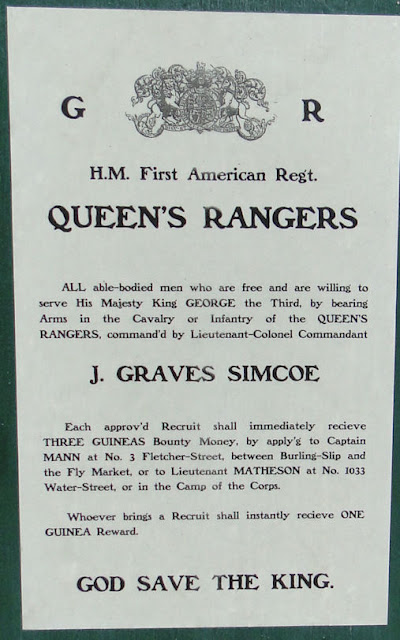 G R
H.M. First American Reg't.
QUEEN'S RANGERS
ALL able-bodied men who are free and are willing to
serve His Majesty King GEORGE the Third, by bearing
Arms in the Cavalry or Infantry of the QUEEN'S
RANGERS, command'd by Lieutenant-Colonel Commandant
J. GRAVES SIMCOE
Each approv'd Recruit shall immediately recieve
THREE GUINEAS Bounty Money, by apply'g to Captain
MANN at No. 3 Fletcher-Street, between Burling-Slip and
the Fly Market, or to Lieutenant MATHESON at No. 1033
Water-Street, or in the Camp of the Corps.
Whoever brings a Recruit shall instantly recieve ONE
GUINEA Reward.
GOD SAVE THE KING.